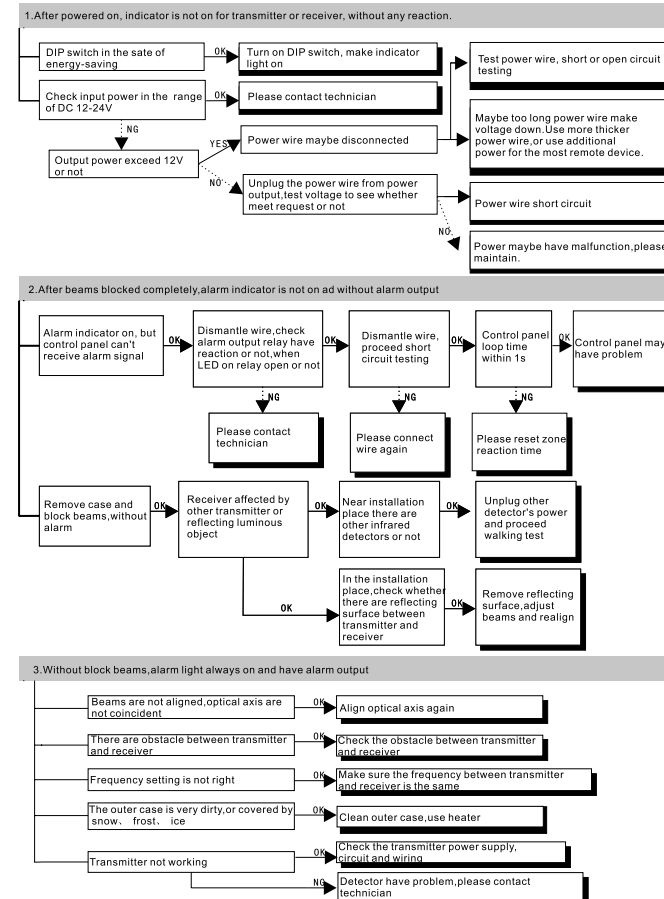 1.After powered on, indicator is not on for transmitter or receiver, without any reaction.
DIP switch in the sate of
energy-saving
OK
Turn on DIP switch, make indicator
light on
Test power wire, short or open circuit
testing
Check input power in the range
of DC 12-24V
OK
Please contact technician
NG
Maybe too long power wire make
voltage down.Use more thicker
power wire,or use additional
power for the most remote device.
YES
Power wire maybe disconnected
Output power exceed 12V
or not
NO
Unplug the power wire from power
output,test voltage to see whether
meet request or not
Power wire short circuit
NO
Power maybe have malfunction,please
maintain.
2.After beams blocked completely,alarm indicator is not on ad without alarm output
Alarm indicator on, but
control panel can't
receive alarm signal
OK
Dismantle wire,check
alarm output relay have
reaction or not,when
LED on relay open or not
OK
Dismantle wire,
proceed short
circuit testing
OK
Control panel
loop time
within 1s
OK
Control panel may
have problem
NG
NG
NG
Please contact
technician
Please connect
wire again
Please reset zone
reaction time
Remove case and
block beams,without
alarm
OK
Receiver affected by
other transmitter or
reflecting luminous
object
OK
Near installation
place there are
other infrared
detectors or not
OK
Unplug other
detector's power
and proceed
walking test
OK
In the installation
place,check whether
there are reflecting
surface between
transmitter and
receiver
OK
Remove reflecting
surface,adjust
beams and realign
3.Without block beams,alarm light always on and have alarm output
Beams are not aligned,optical axis are
not coincident
OK
Align optical axis again
There are obstacle between transmitter
and receiver
OK
Check the obstacle between transmitter
and receiver
Frequency setting is not right
OK
Make sure the frequency between transmitter
and receiver is the same
The outer case is very dirty,or covered by
snow、 frost、 ice
OK
Clean outer case,use heater
Transmitter not working
OK
Check the transmitter power supply,
circuit and wiring
NG
Detector have problem,please contact
technician